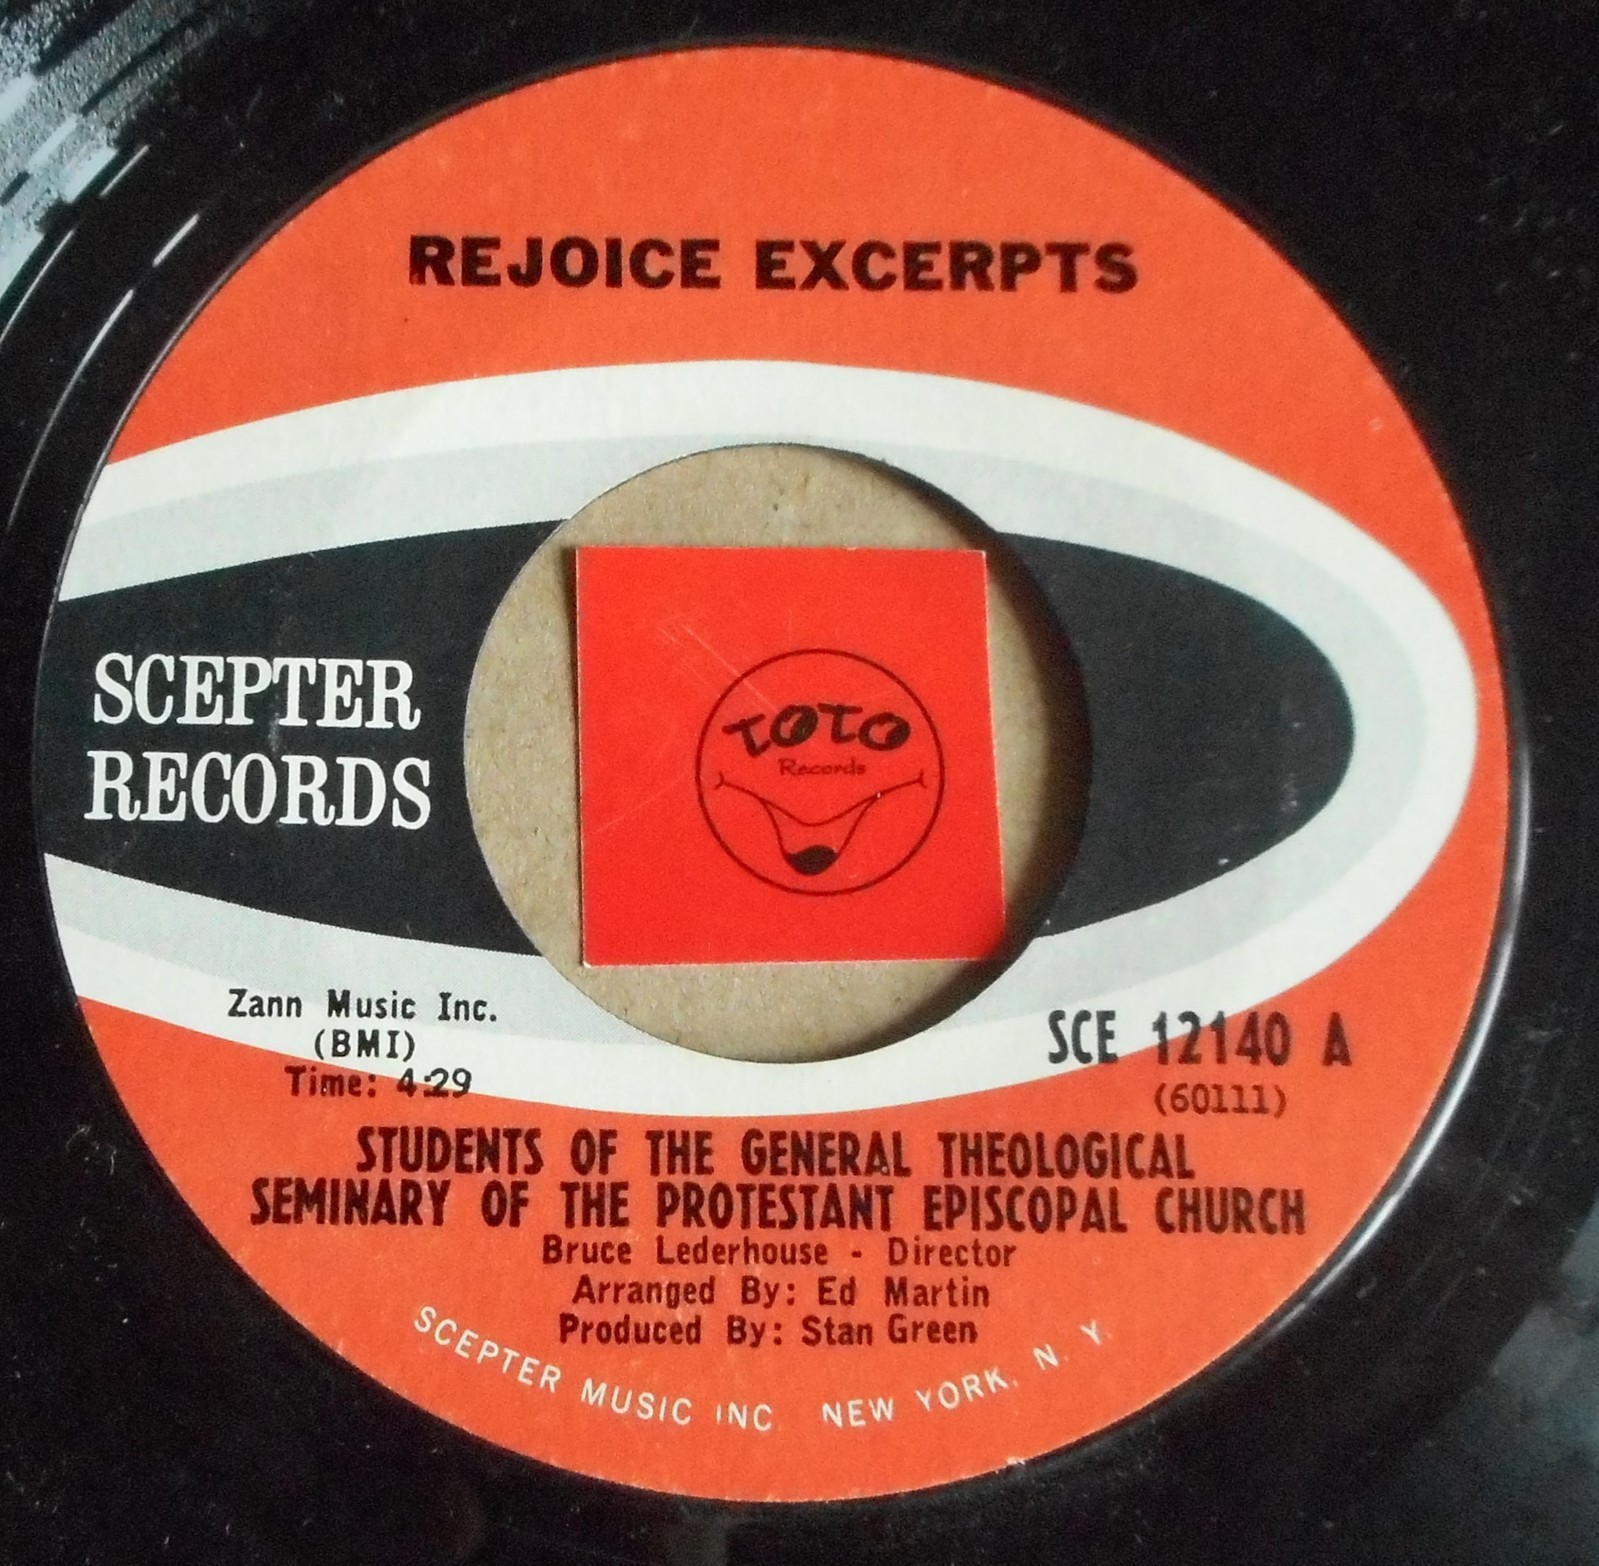 REJOICE EXCERPTS
SCEPTER
RECORDS
TOTO
Records
Zann Music Inc.
(BMI)
Time: 4:29
SCE 12140 A
(60111)
STUDENTS OF THE GENERAL THEOLOGICAL
SEMINARY OF THE PROTESTANT EPISCOPAL CHURCH
Bruce Lederhouse - Director
Arranged By: Ed Martin
Produced By: Stan Green
SCEPTER MUSIC INC. NEW YORK, N. Y.